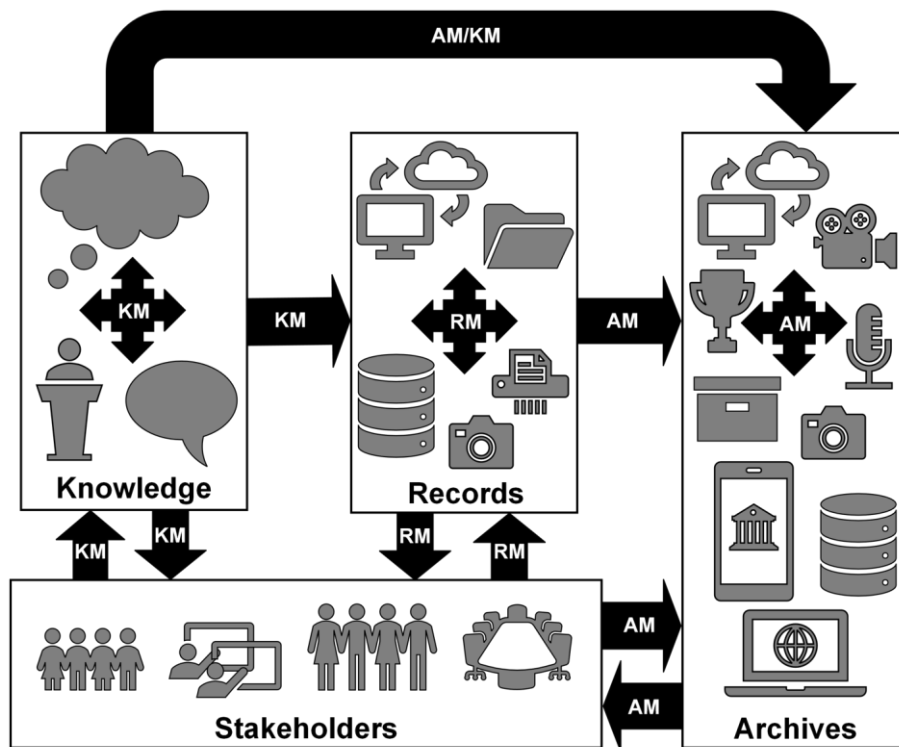 AM/KM
KM
KM
RM
AM
AM
Knowledge
Records
KM
KM
RM
RM
AM
AM
Stakeholders
Archives